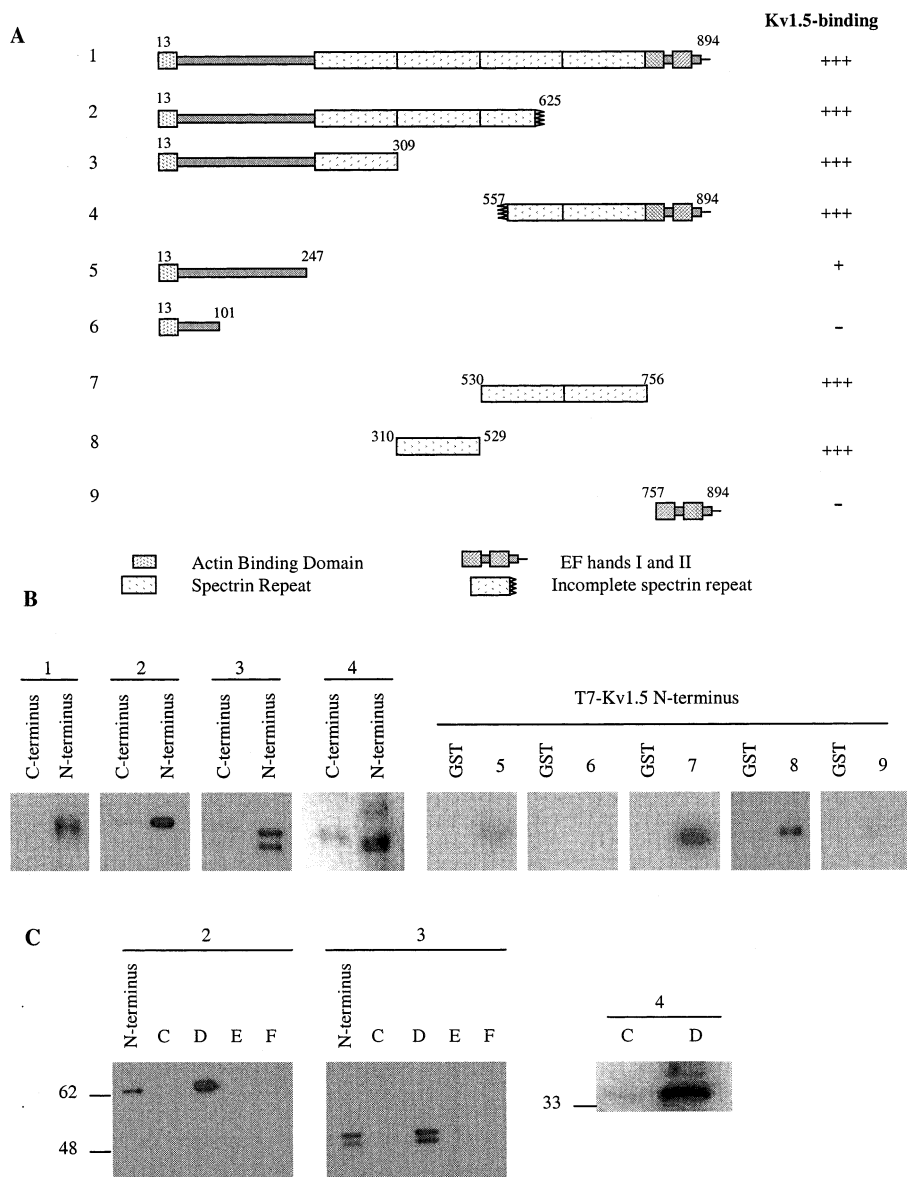 Kv1.5-binding
A
1 13 894 +++
2 13 625 +++
3 13 309 +++
4 557 894 +++
5 13 247 +
6 13 101 -
7 530 756 +++
8 310 529 +++
9 757 894 -
Actin Binding Domain EF hands I and II
Spectrin Repeat Incomplete spectrin repeat
B
1 2 3 4
T7-Kv1.5 N-terminus
C-terminus N-terminus C-terminus N-terminus C-terminus N-terminus C-terminus N-terminus GST 5 GST 6 GST 7 GST 8 GST 9
C
2 3
4
N-terminus C D E F N-terminus C D E F C D
62
33
48